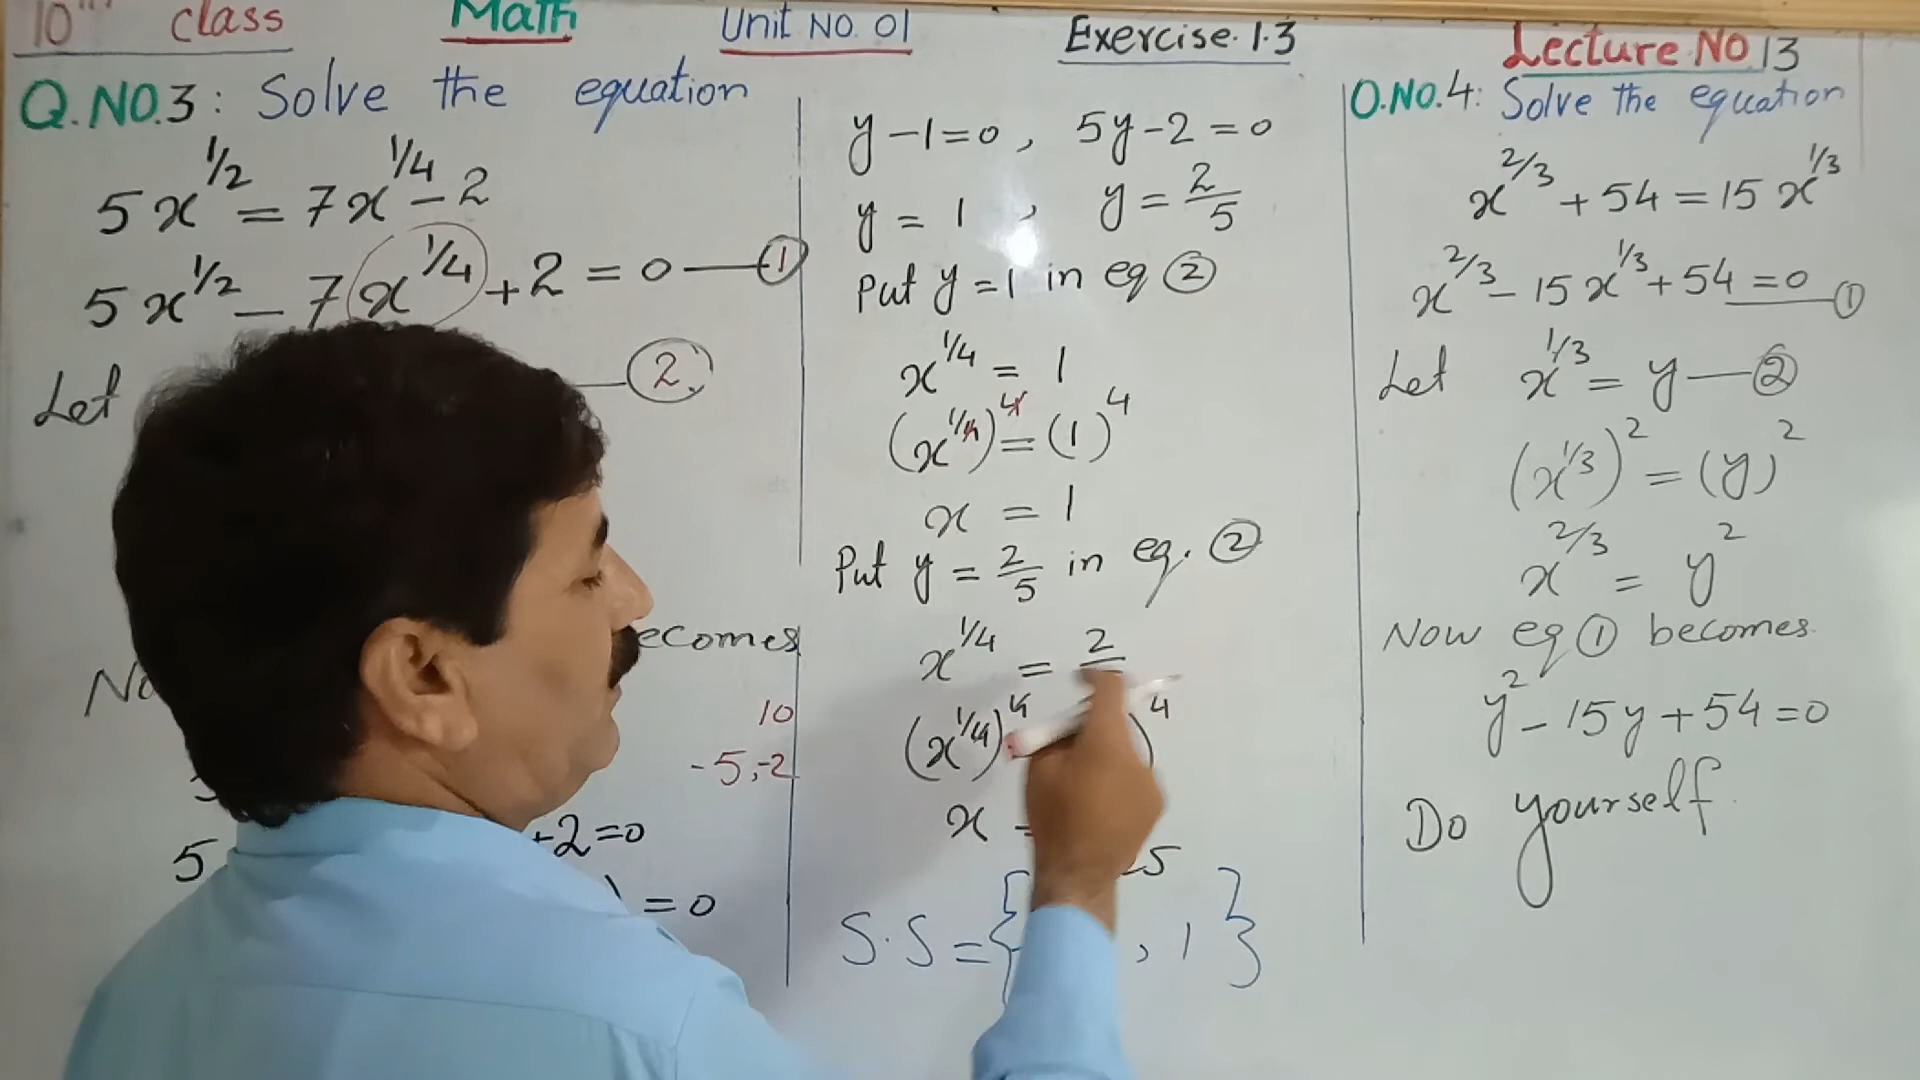 10th class Math Unit No. 01 Exercise. 1.3 Lecture No 13
Q.NO.3: Solve the equation
5x^1/2 = 7x^1/4 - 2
5x^1/2 - 7x^1/4 + 2 = 0 — ①
Let — ②
ecomes
10
-5,-2
+2=0
5
) = 0
y-1=0, 5y-2=0
y = 1, y = 2/5
Put y=1 in eq ②
x^1/4 = 1
(x^1/4)^4 = (1)^4
x = 1
Put y = 2/5 in eq. ②
x^1/4 = 2
(x^1/4)^4 )^4
x =
S.S = { , 1 }
Q.NO.4: Solve the equation
x^2/3 + 54 = 15 x^1/3
x^2/3 - 15x^1/3 + 54 = 0 — ①
Let x^1/3 = y — ②
(x^1/3)^2 = (y)^2
x^2/3 = y^2
Now eq ① becomes.
y^2 - 15y + 54 = 0
Do yourself.